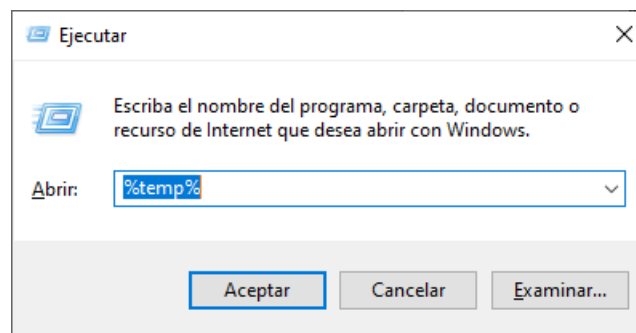 Ejecutar
Escriba el nombre del programa, carpeta, documento o
recurso de Internet que desea abrir con Windows.
Abrir: %temp%
Aceptar Cancelar Examinar...